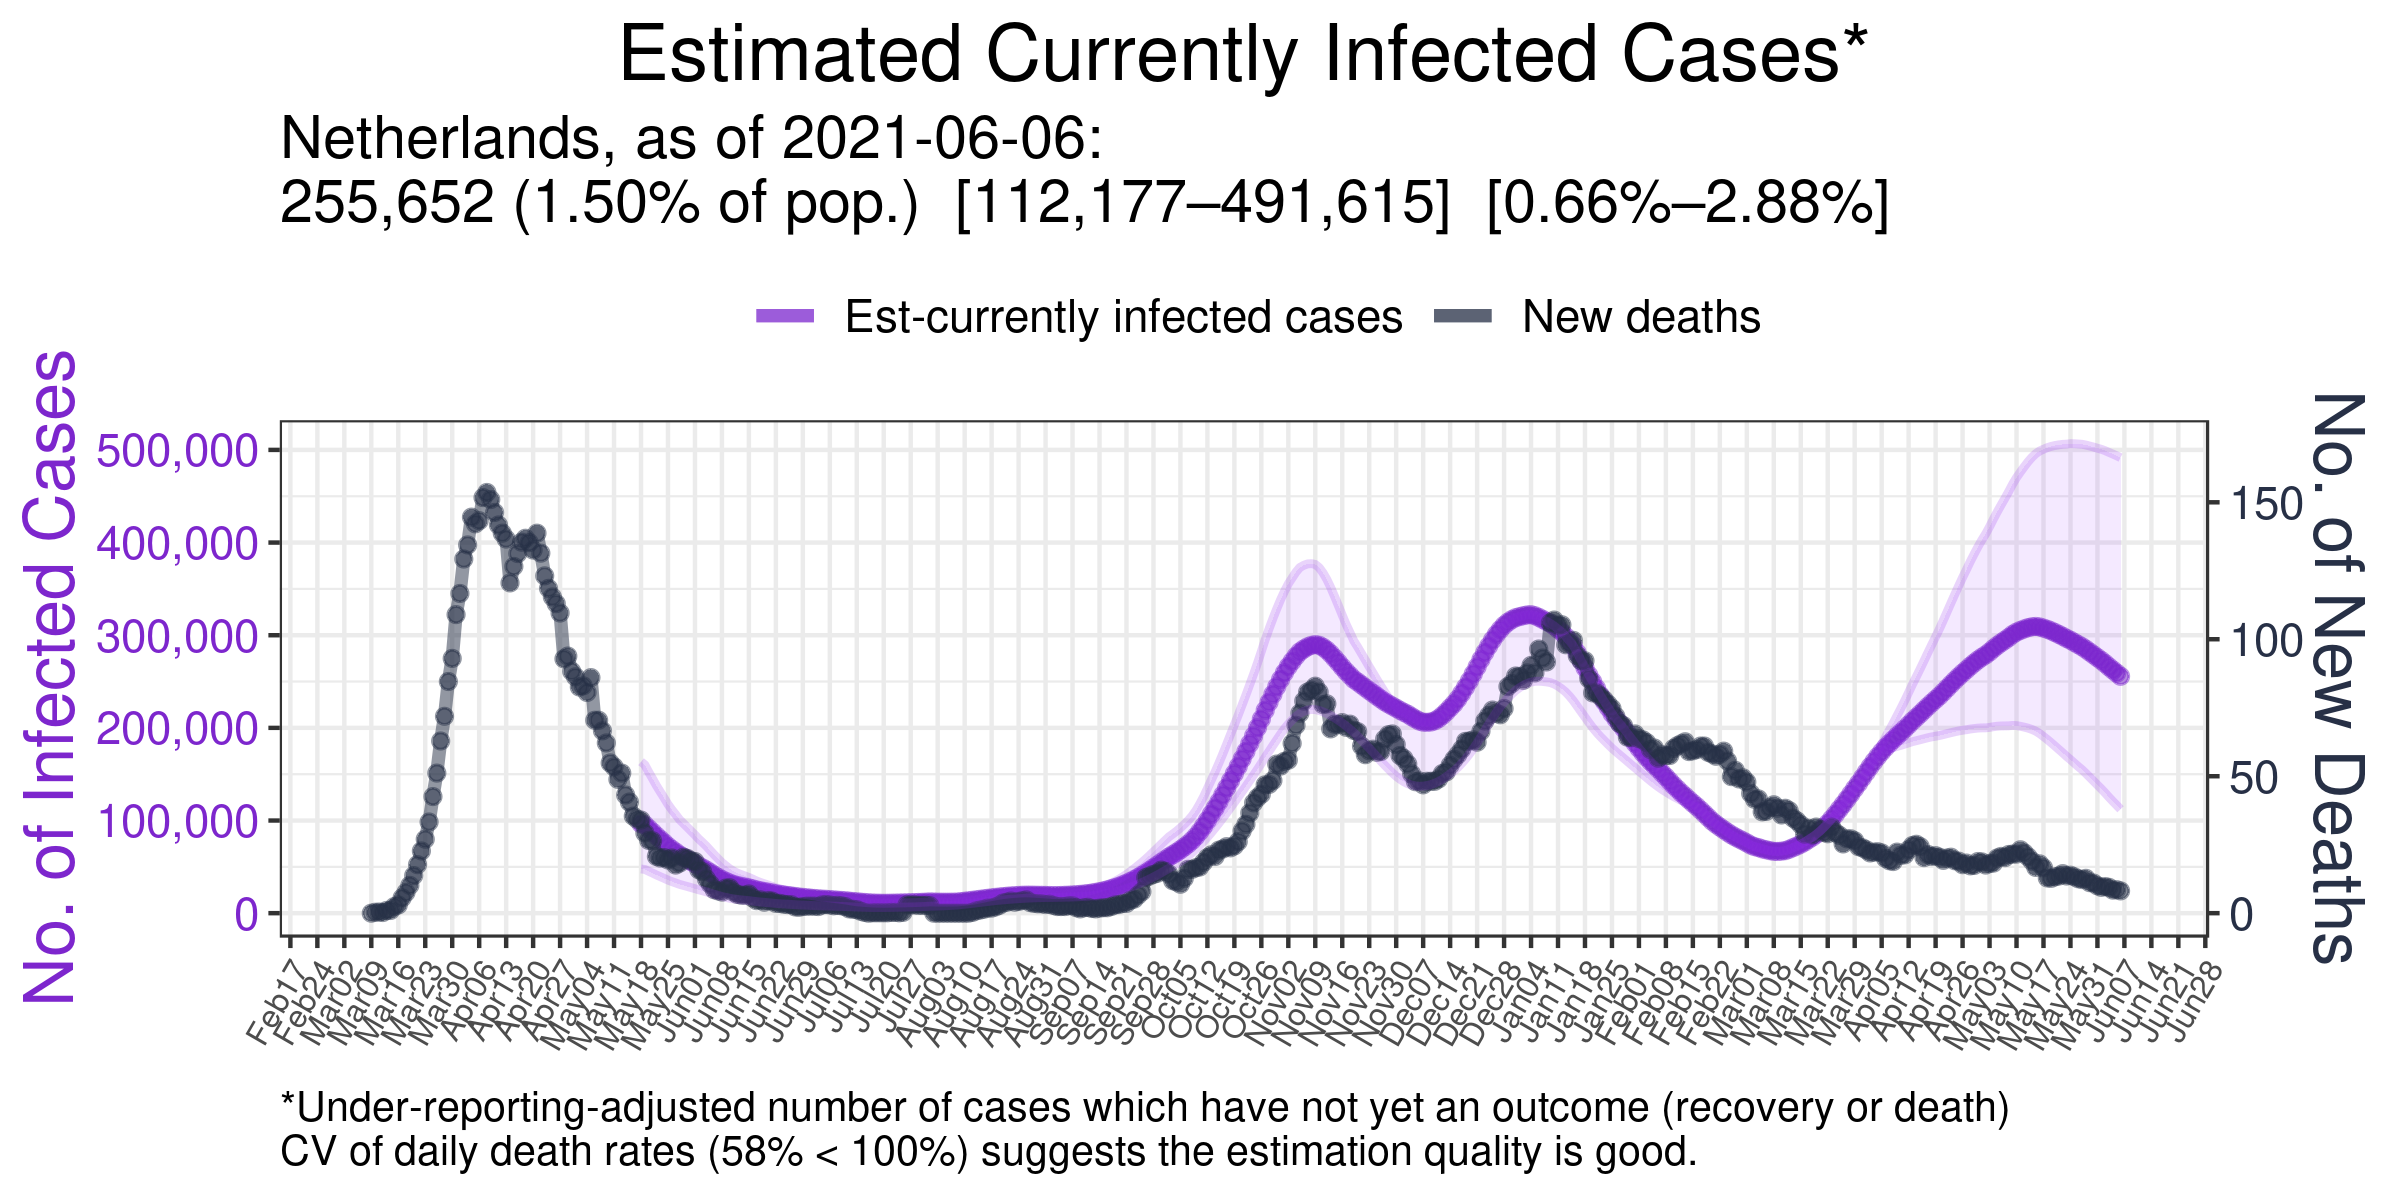 Estimated Currently Infected Cases*
Netherlands, as of 2021-06-06:
255,652 (1.50% of pop.)  [112,177–491,615]  [0.66%–2.88%]
Est-currently infected cases New deaths
No. of Infected Cases
500,000
400,000
300,000
200,000
100,000
0
150
100
50
0
No. of New Deaths
Feb17 Feb24 Mar02 Mar09 Mar16 Mar23 Mar30 Apr06 Apr13 Apr20 Apr27 May04 May11 May18 May25 Jun01 Jun08 Jun15 Jun22 Jun29 Jul06 Jul13 Jul20 Jul27 Aug03 Aug10 Aug17 Aug24 Aug31 Sep07 Sep14 Sep21 Sep28 Oct05 Oct12 Oct19 Oct26 Nov02 Nov09 Nov16 Nov23 Nov30 Dec07 Dec14 Dec21 Dec28 Jan04 Jan11 Jan18 Jan25 Feb01 Feb08 Feb15 Feb22 Mar01 Mar08 Mar15 Mar22 Mar29 Apr05 Apr12 Apr19 Apr26 May03 May10 May17 May24 May31 Jun07 Jun14 Jun21 Jun28
*Under-reporting-adjusted number of cases which have not yet an outcome (recovery or death)
CV of daily death rates (58% < 100%) suggests the estimation quality is good.